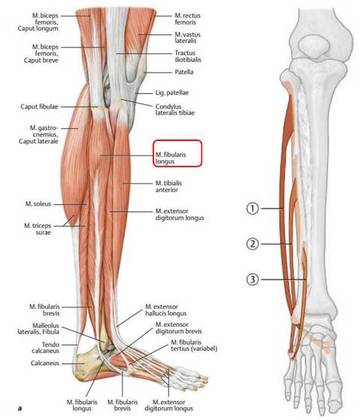 M. biceps
femoris,
Caput longum
M. biceps
femoris,
Caput breve
Caput fibulae
M. gastro-
cnemius,
Caput laterale
M. soleus
M. triceps
surae
M. fibularis
brevis
Malleolus
lateralis, Fibula
Tendo
calcaneus
Calcaneus
M. fibularis
longus
M. fibularis
brevis
M. extensor
digitorum longus
M. rectus
femoris
M. vastus
lateralis
Tractus
iliotibialis
Patella
Lig. patellae
Condylus
lateralis tibiae
M. fibularis
longus
M. tibialis
anterior
M. extensor
digitorum longus
M. extensor
hallucis longus
M. extensor
digitorum brevis
M. fibularis
tertius (variabel)
a
1
2
3